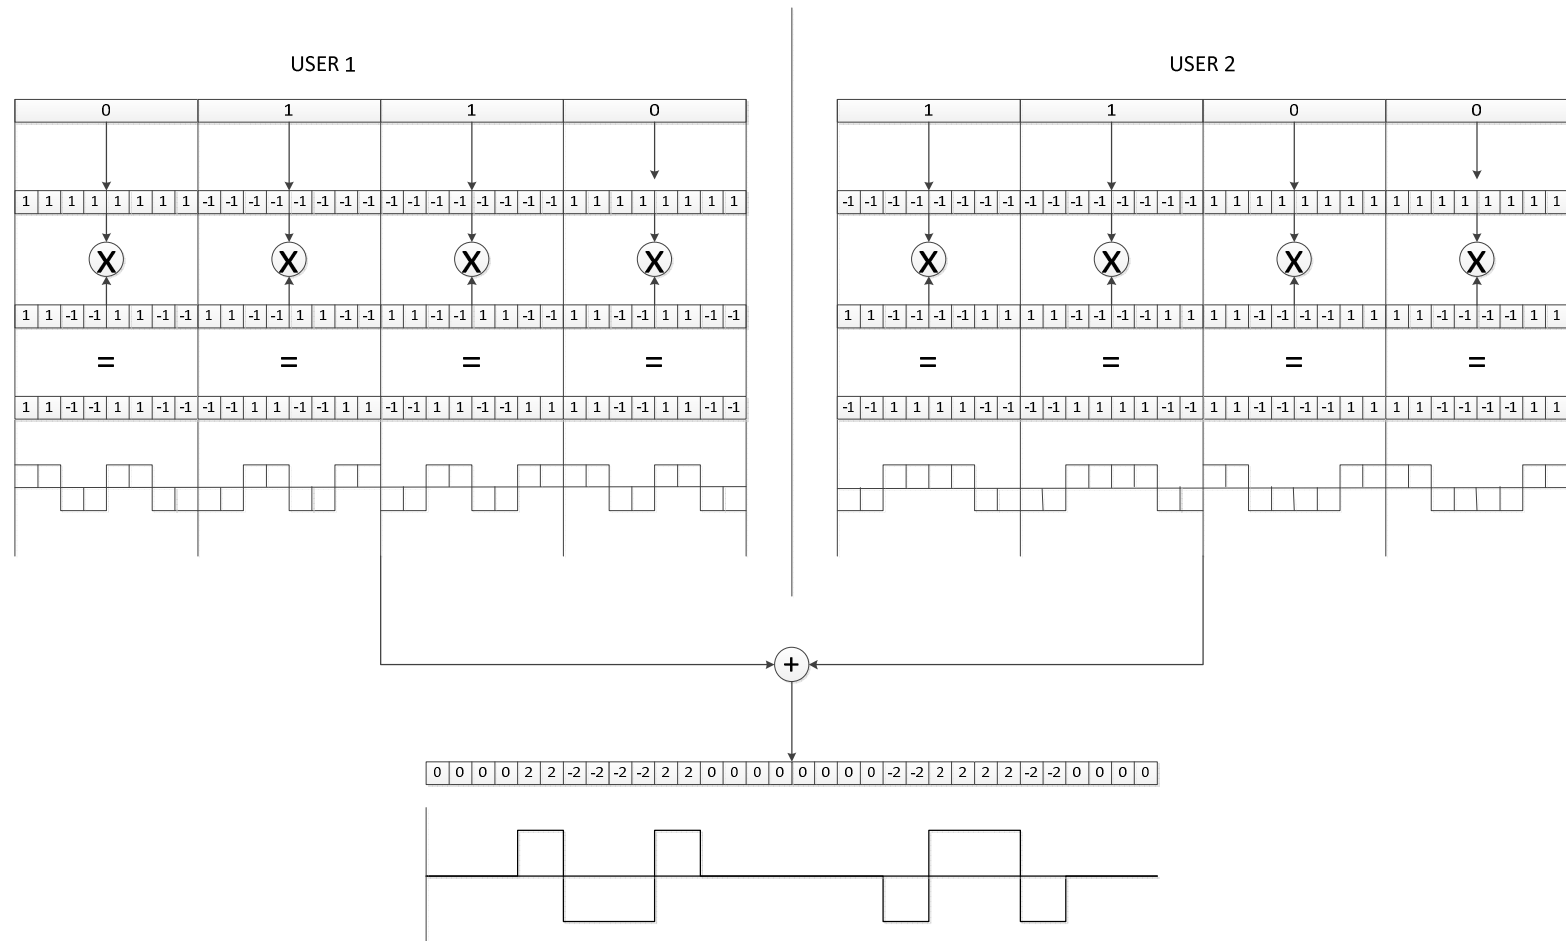 USER 1
0 1 1 0
1 1 1 1 1 1 1 1 -1 -1 -1 -1 -1 -1 -1 -1 -1 -1 -1 -1 -1 -1 -1 -1 1 1 1 1 1 1 1 1
X X X X
1 1 -1 -1 1 1 -1 -1 1 1 -1 -1 1 1 -1 -1 1 1 -1 -1 1 1 -1 -1 1 1 -1 -1 1 1 -1 -1
= = = =
1 1 -1 -1 1 1 -1 -1 -1 -1 1 1 -1 -1 1 1 -1 -1 1 1 -1 -1 1 1 1 1 -1 -1 1 1 -1 -1
USER 2
1 1 0 0
-1 -1 -1 -1 -1 -1 -1 -1 -1 -1 -1 -1 -1 -1 -1 -1 1 1 1 1 1 1 1 1 1 1 1 1 1 1 1 1
X X X X
1 1 -1 -1 -1 -1 1 1 1 1 -1 -1 -1 -1 1 1 1 1 -1 -1 -1 -1 1 1 1 1 -1 -1 -1 -1 1 1
= = = =
-1 -1 1 1 1 1 -1 -1 -1 -1 1 1 1 1 -1 -1 1 1 -1 -1 -1 -1 1 1 1 1 -1 -1 -1 -1 1 1
+
0 0 0 0 2 2 -2 -2 -2 -2 2 2 0 0 0 0 0 0 0 0 -2 -2 2 2 2 2 -2 -2 0 0 0 0